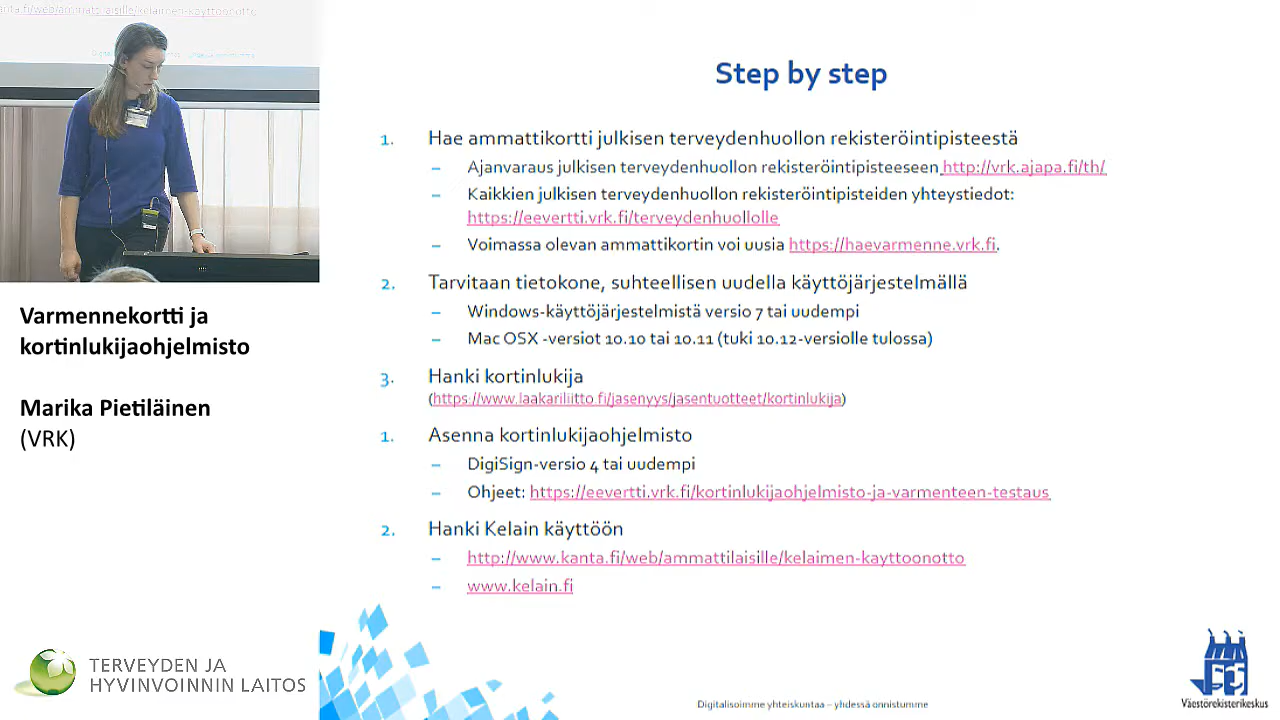 anta.fi/web/ammattilaisille/kelaimen-kayttoonotto
Varmennekortti ja
kortinlukijaohjelmisto
Marika Pietiläinen
(VRK)
TERVEYDEN JA
HYVINVOINNIN LAITOS
Step by step
1. Hae ammattikortti julkisen terveydenhuollon rekisteröintipisteestä
– Ajanvaraus julkisen terveydenhuollon rekisteröintipisteeseen http://vrk.ajapa.fi/th/
– Kaikkien julkisen terveydenhuollon rekisteröintipisteiden yhteystiedot:
https://eevertti.vrk.fi/terveydenhuollolle
– Voimassa olevan ammattikortin voi uusia https://haevarmenne.vrk.fi.
2. Tarvitaan tietokone, suhteellisen uudella käyttöjärjestelmällä
– Windows-käyttöjärjestelmistä versio 7 tai uudempi
– Mac OSX -versiot 10.10 tai 10.11 (tuki 10.12-versiolle tulossa)
3. Hanki kortinlukija
(https://www.laakariliitto.fi/jasenyys/jasentuotteet/kortinlukija)
1. Asenna kortinlukijaohjelmisto
– DigiSign-versio 4 tai uudempi
– Ohjeet: https://eevertti.vrk.fi/kortinlukijaohjelmisto-ja-varmenteen-testaus
2. Hanki Kelain käyttöön
– http://www.kanta.fi/web/ammattilaisille/kelaimen-kayttoonotto
– www.kelain.fi
Digitalisoimme yhteiskuntaa – yhdessä onnistumme
Väestörekisterikeskus